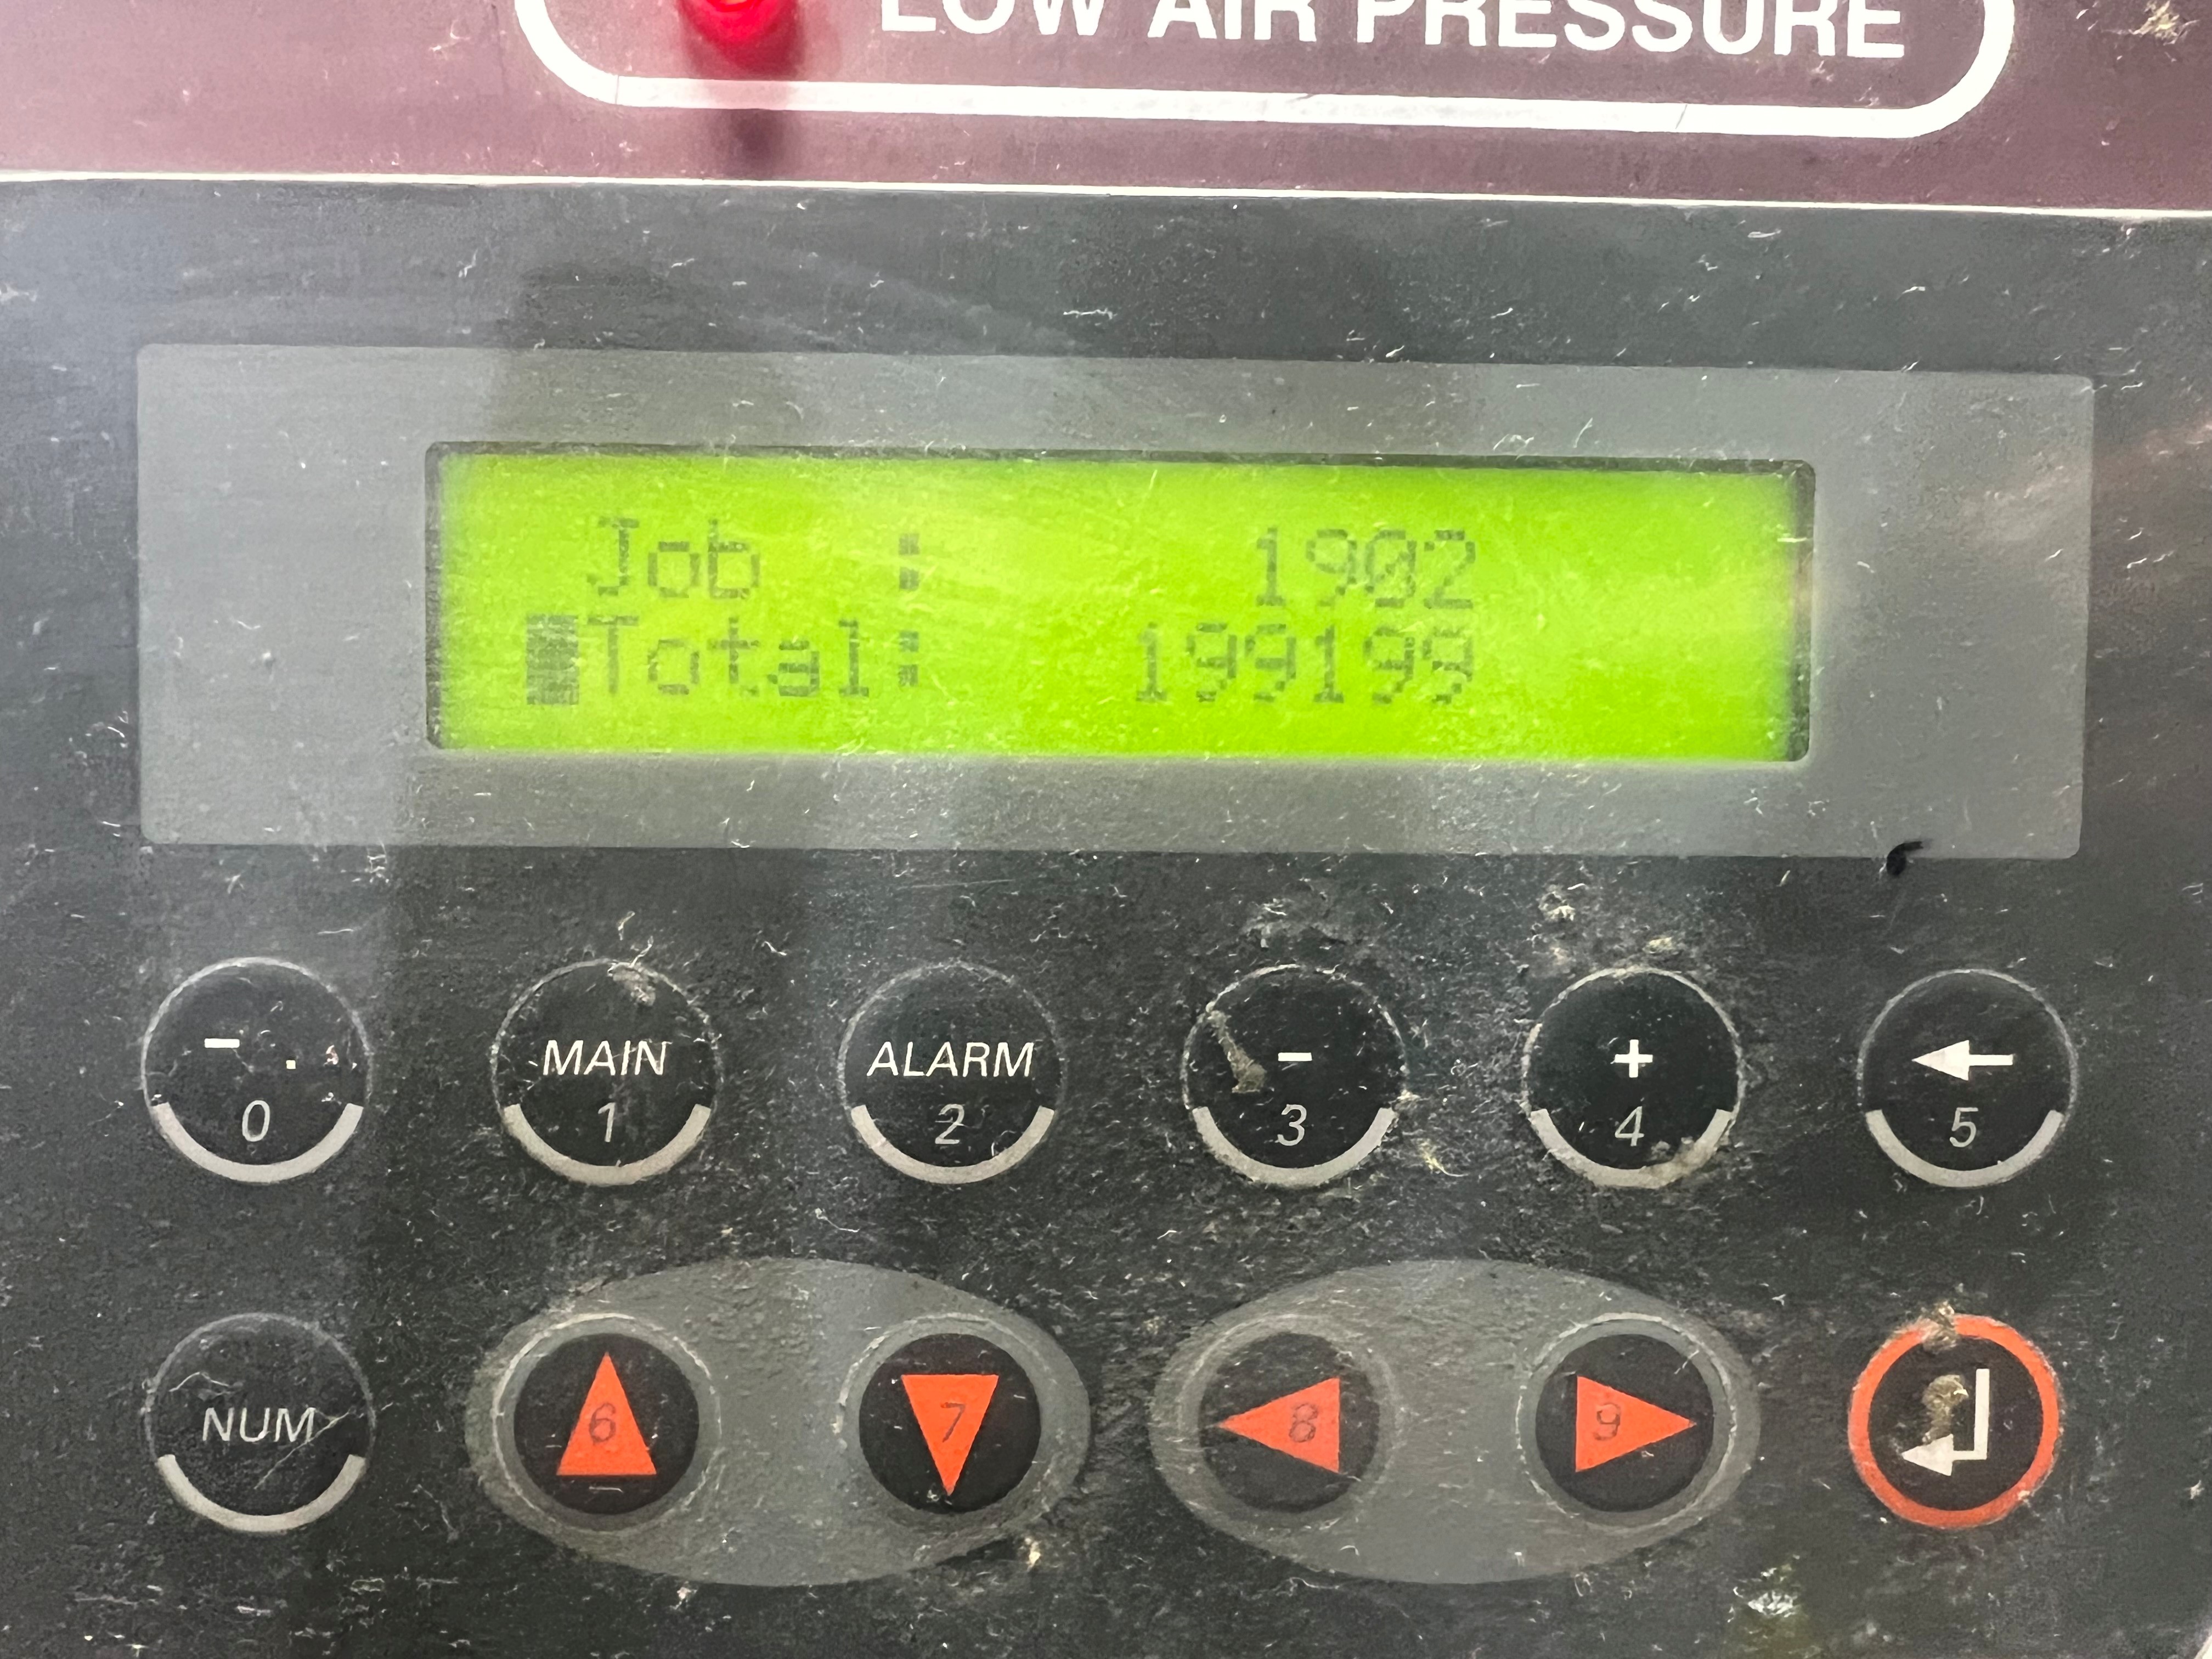 LOW AIR PRESSURE
Job : 1902
Total: 199199
- . 0
MAIN 1
ALARM 2
- 3
+ 4
5
NUM
6
7
8
9